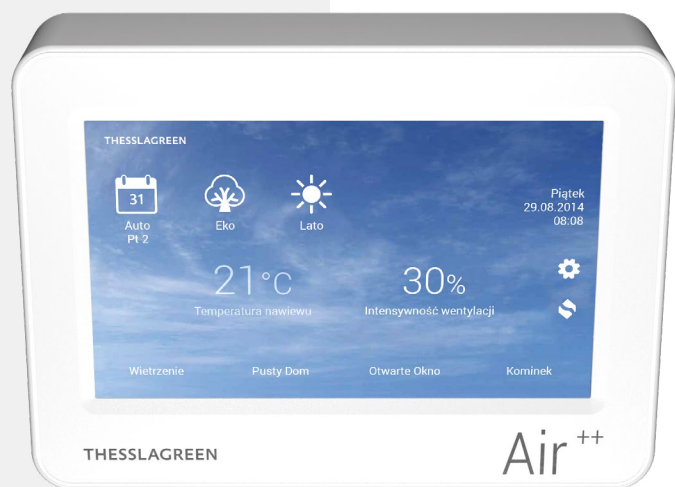 THESSLAGREEN
31
Auto
Pt 2
Eko
Lato
Piątek
29.08.2014
08:08
21°C
Temperatura nawiewu
30%
Intensywność wentylacji
Wietrzenie
Pusty Dom
Otwarte Okno
Kominek
THESSLAGREEN
Air++